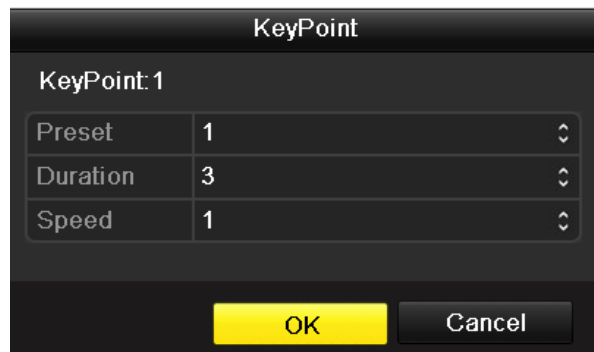 KeyPoint
KeyPoint:1
Preset 1
Duration 3
Speed 1
OK Cancel